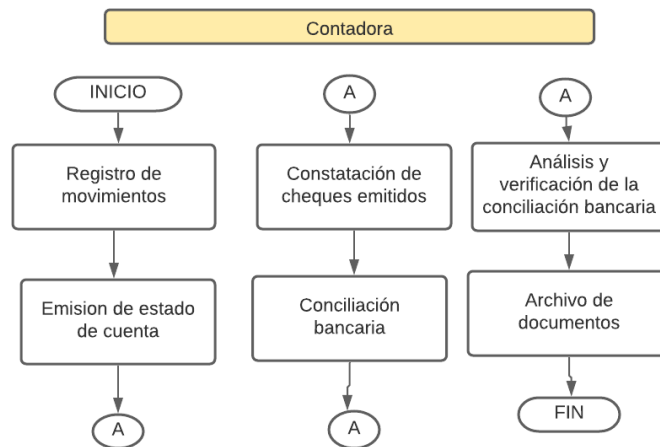 Contadora
INICIO
Registro de
movimientos
Emision de estado
de cuenta
A
A
Constatación de
cheques emitidos
Conciliación
bancaria
A
A
Análisis y
verificación de la
conciliación bancaria
Archivo de
documentos
FIN